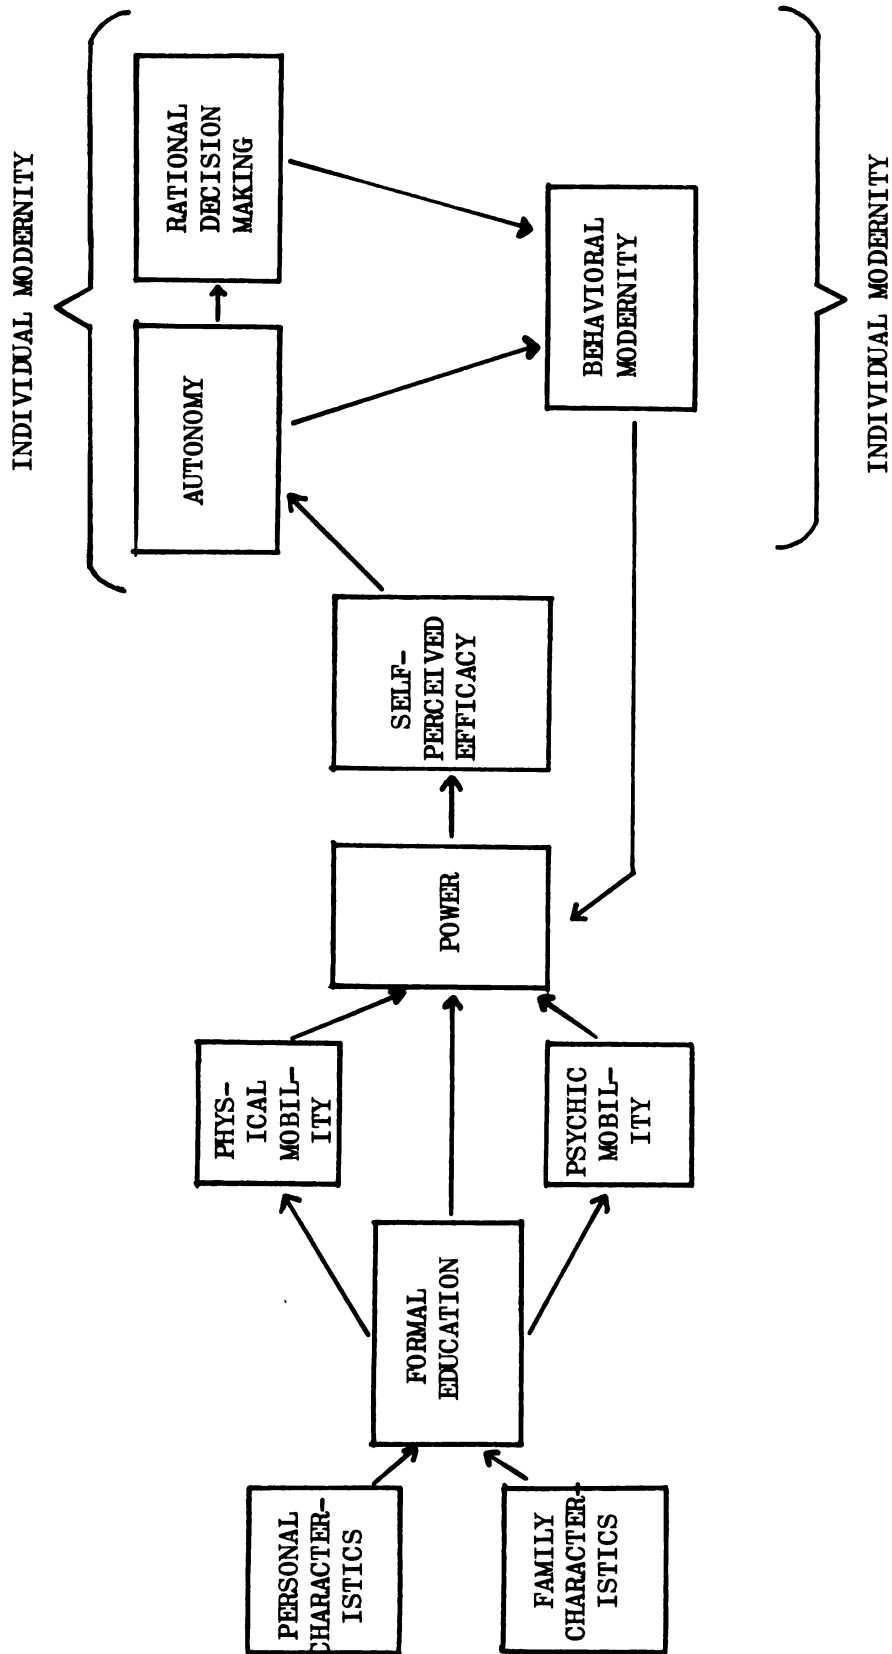 PERSONAL
CHARACTER-
ISTICS
FAMILY
CHARACTER-
ISTICS
FORMAL
EDUCATION
PHYS-
ICAL
MOBIL-
ITY
PSYCHIC
MOBIL-
ITY
POWER
SELF-
PERCEIVED
EFFICACY
INDIVIDUAL MODERNITY
AUTONOMY
RATIONAL
DECISION
MAKING
BEHAVIORAL
MODERNITY
INDIVIDUAL MODERNITY